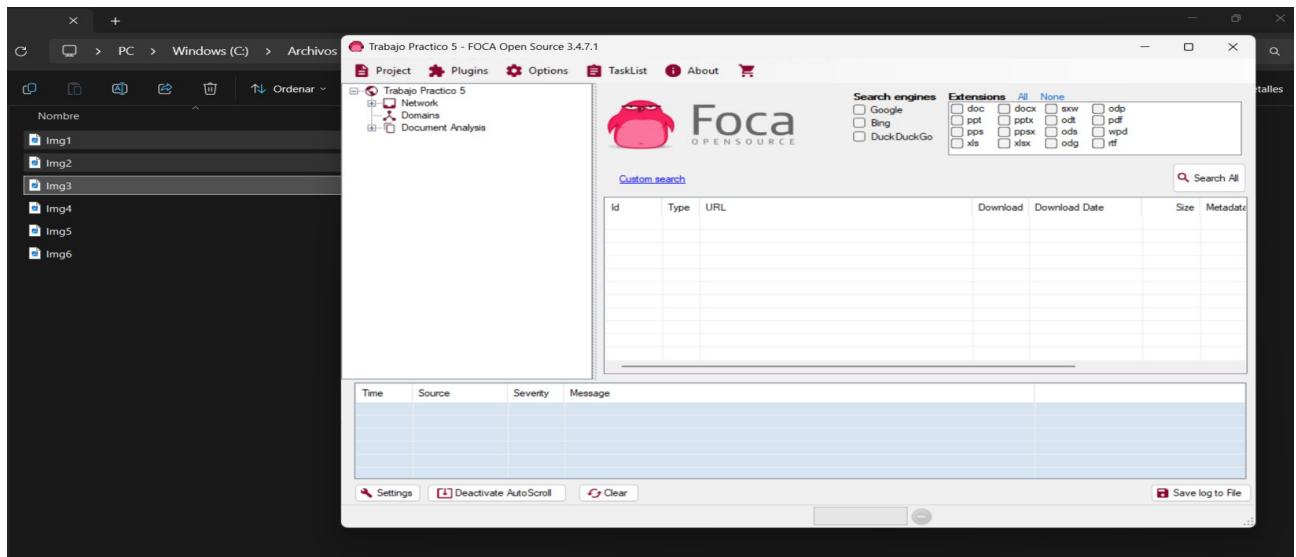 PC > Windows (C:) > Archivos
Ordenar
etalles
Nombre
Img1
Img2
Img3
Img4
Img5
Img6
Trabajo Practico 5 - FOCA Open Source 3.4.7.1
Project Plugins Options TaskList About
Trabajo Practico 5
Network
Domains
Document Analysis
Foca
OPENSOURCE
Search engines
Google
Bing
DuckDuckGo
Extensions All None
doc docx sxw odp
ppt pptx odt pdf
pps ppsx ods wpd
xls xlsx odg rtf
Custom search
Search All
Id Type URL Download Download Date Size Metadata
Time Source Severity Message
Settings Deactivate AutoScroll Clear Save log to File